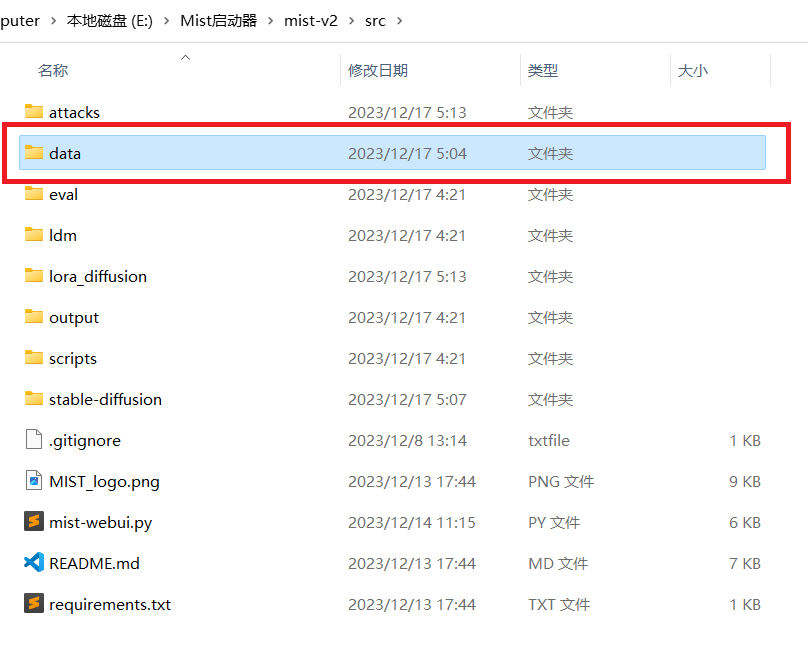 puter › 本地磁盘 (E:) › Mist启动器 › mist-v2 › src ›
名称 修改日期 类型 大小
attacks 2023/12/17 5:13 文件夹
data 2023/12/17 5:04 文件夹
eval 2023/12/17 4:21 文件夹
ldm 2023/12/17 4:21 文件夹
lora_diffusion 2023/12/17 5:13 文件夹
output 2023/12/17 4:21 文件夹
scripts 2023/12/17 4:21 文件夹
stable-diffusion 2023/12/17 5:07 文件夹
.gitignore 2023/12/8 13:14 txtfile 1 KB
MIST_logo.png 2023/12/13 17:44 PNG 文件 9 KB
mist-webui.py 2023/12/14 11:15 PY 文件 6 KB
README.md 2023/12/13 17:44 MD 文件 7 KB
requirements.txt 2023/12/13 17:44 TXT 文件 1 KB